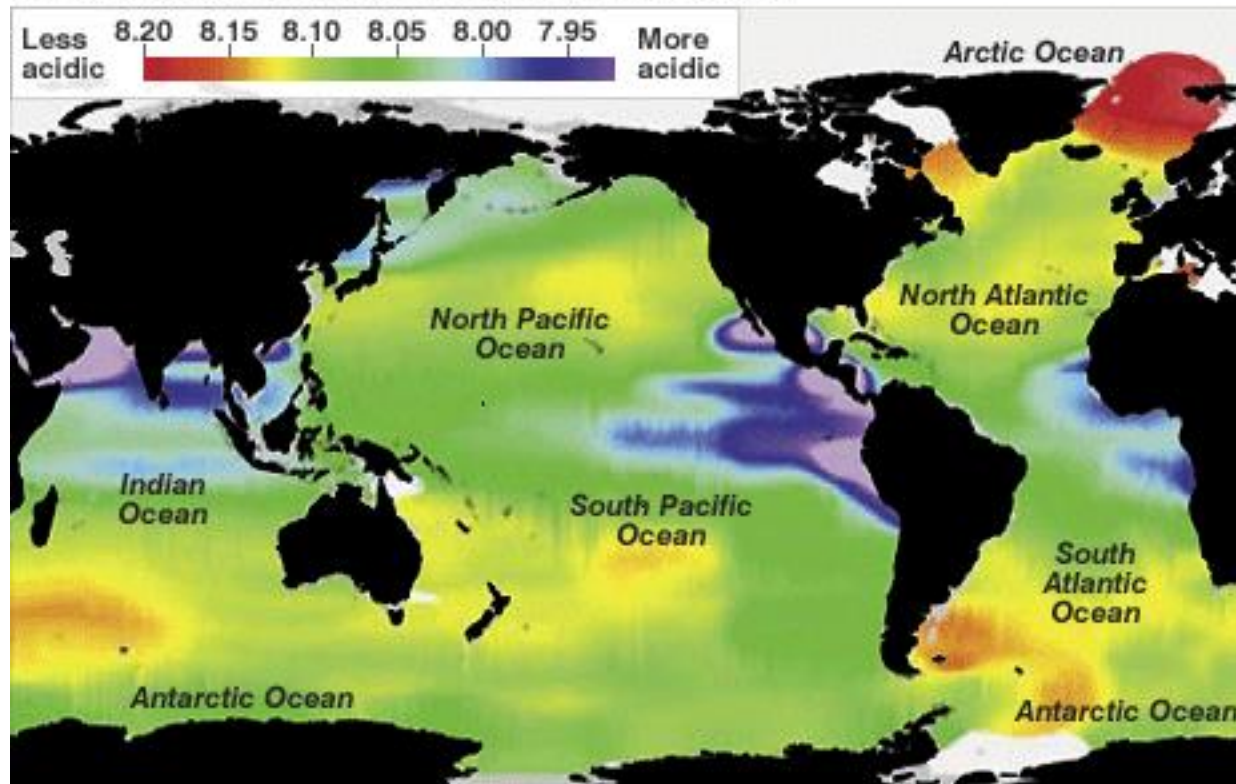 Less
acidic
8.20 8.15 8.10 8.05 8.00 7.95
More
acidic
Arctic Ocean
North Pacific
Ocean
North Atlantic
Ocean
Indian
Ocean
South Pacific
Ocean
South
Atlantic
Ocean
Antarctic Ocean
Antarctic Ocean